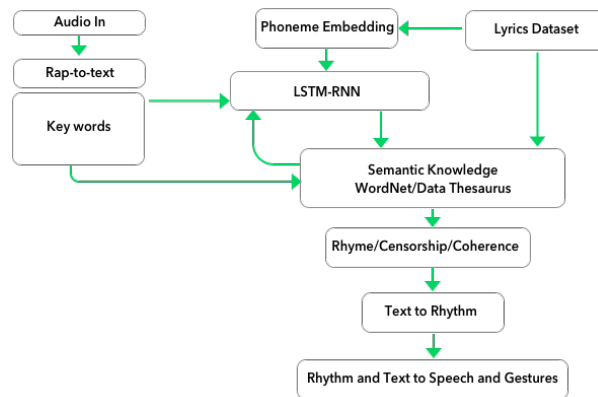 Audio In
Phoneme Embedding
Lyrics Dataset
Rap-to-text
LSTM-RNN
Key words
Semantic Knowledge
WordNet/Data Thesaurus
Rhyme/Censorship/Coherence
Text to Rhythm
Rhythm and Text to Speech and Gestures